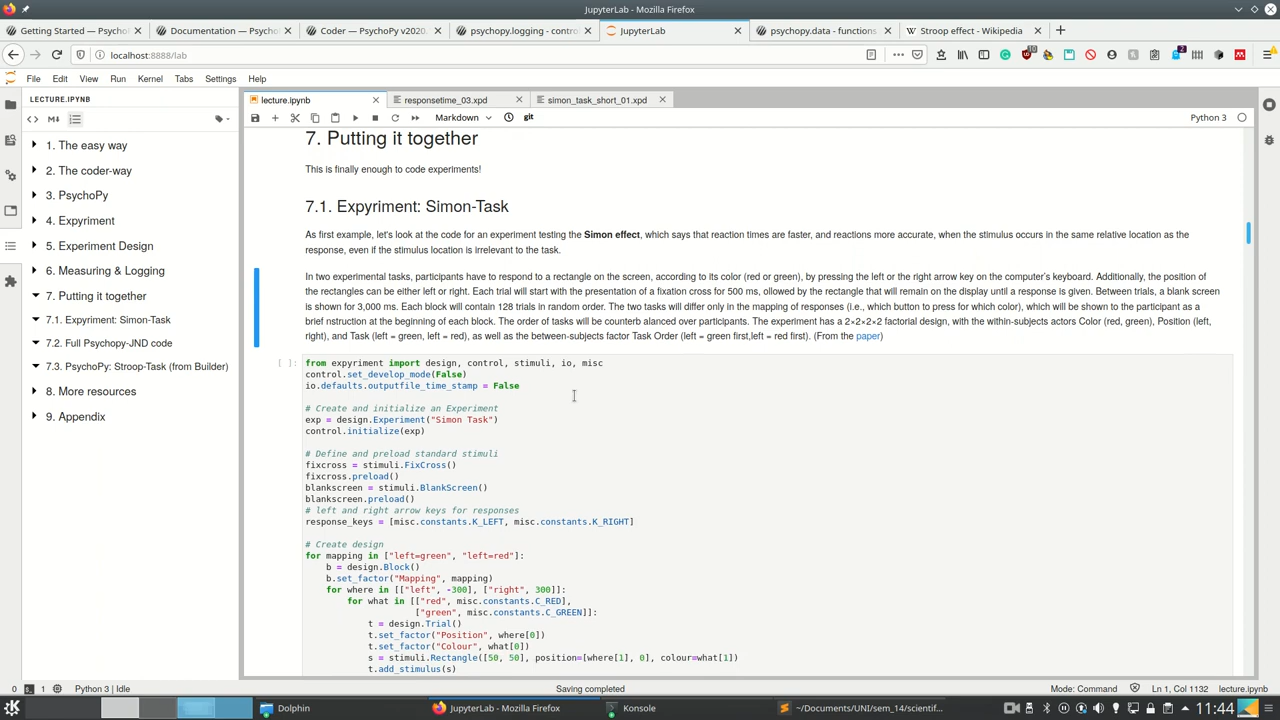 JupyterLab - Mozilla Firefox
Getting Started — PsychoP
Documentation — PsychoP
Coder — PsychoPy v2020.
psychopy.logging - contro
JupyterLab
psychopy.data - functions
Stroop effect - Wikipedia
localhost:8888/lab
File Edit View Run Kernel Tabs Settings Help
LECTURE.IPYNB
lecture.ipynb
responsetime_03.xpd
simon_task_short_01.xpd
Markdown
git
Python 3
1. The easy way
2. The coder-way
3. PsychoPy
4. Expyriment
5. Experiment Design
6. Measuring & Logging
7. Putting it together
7.1. Expyriment: Simon-Task
7.2. Full Psychopy-JND code
7.3. PsychoPy: Stroop-Task (from Builder)
8. More resources
9. Appendix
7. Putting it together
This is finally enough to code experiments!
7.1. Expyriment: Simon-Task
As first example, let's look at the code for an experiment testing the Simon effect, which says that reaction times are faster, and reactions more accurate, when the stimulus occurs in the same relative location as the
response, even if the stimulus location is irrelevant to the task.
In two experimental tasks, participants have to respond to a rectangle on the screen, according to its color (red or green), by pressing the left or the right arrow key on the computer's keyboard. Additionally, the position of
the rectangles can be either left or right. Each trial will start with the presentation of a fixation cross for 500 ms, ollowed by the rectangle that will remain on the display until a response is given. Between trials, a blank screen
is shown for 3,000 ms. Each block will contain 128 trials in random order. The two tasks will differ only in the mapping of responses (i.e., which button to press for which color), which will be shown to the participant as a
brief nstruction at the beginning of each block. The order of tasks will be counterb alanced over participants. The experiment has a 2×2×2×2 factorial design, with the within-subjects actors Color (red, green), Position (left,
right), and Task (left = green, left = red), as well as the between-subjects factor Task Order (left = green first,left = red first). (From the paper)
[ ]:
from expyriment import design, control, stimuli, io, misc
control.set_develop_mode(False)
io.defaults.outputfile_time_stamp = False
# Create and initialize an Experiment
exp = design.Experiment("Simon Task")
control.initialize(exp)
# Define and preload standard stimuli
fixcross = stimuli.FixCross()
fixcross.preload()
blankscreen = stimuli.BlankScreen()
blankscreen.preload()
# left and right arrow keys for responses
response_keys = [misc.constants.K_LEFT, misc.constants.K_RIGHT]
# Create design
for mapping in ["left=green", "left=red"]:
b = design.Block()
b.set_factor("Mapping", mapping)
for where in [["left", -300], ["right", 300]]:
for what in [["red", misc.constants.C_RED],
["green", misc.constants.C_GREEN]]:
t = design.Trial()
t.set_factor("Position", where[0])
t.set_factor("Colour", what[0])
s = stimuli.Rectangle([50, 50], position=[where[1], 0], colour=what[1])
t.add_stimulus(s)
0 1 Python 3 | Idle
Saving completed
Mode: Command
Ln 1, Col 1132
lecture.ipynb
Dolphin
JupyterLab - Mozilla Firefox
Konsole
~/Documents/UNI/sem_14/scientif...
11:44